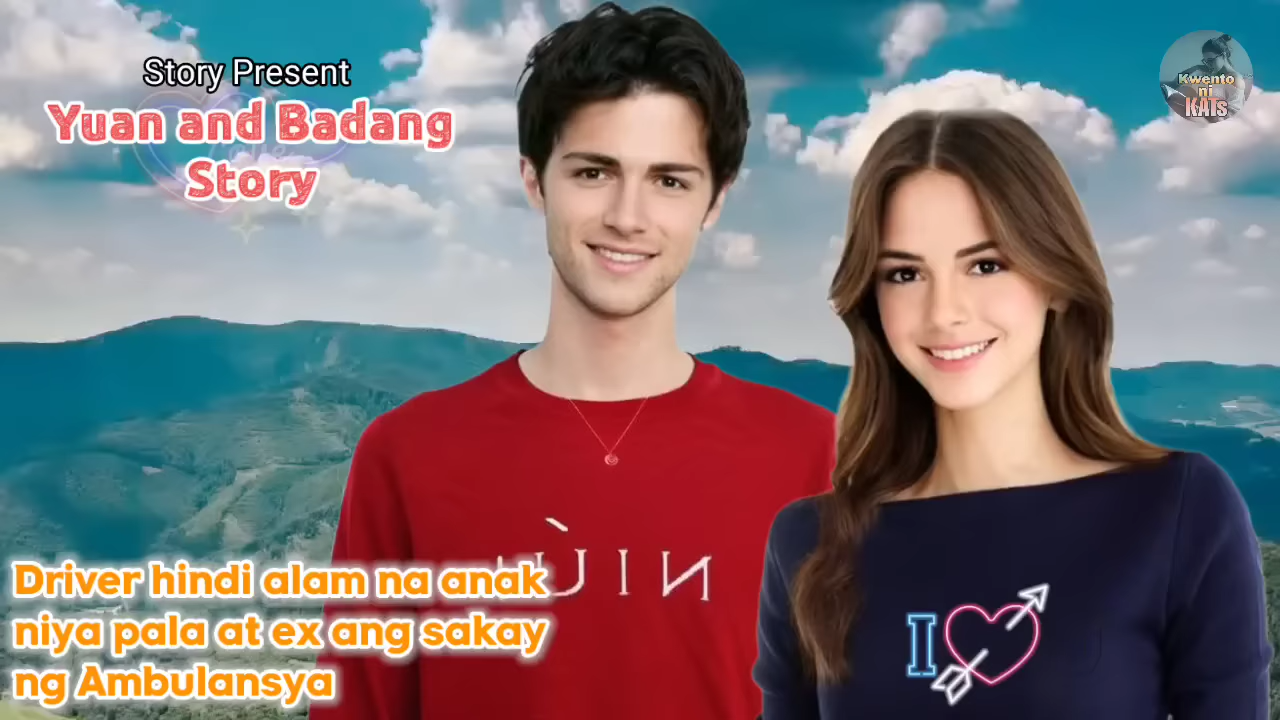 Story Present
Yuan and Badang
Story
Kwento
ni
KATs
Driver hindi alam na anak
niya pala at ex ang sakay
ng Ambulansya
I